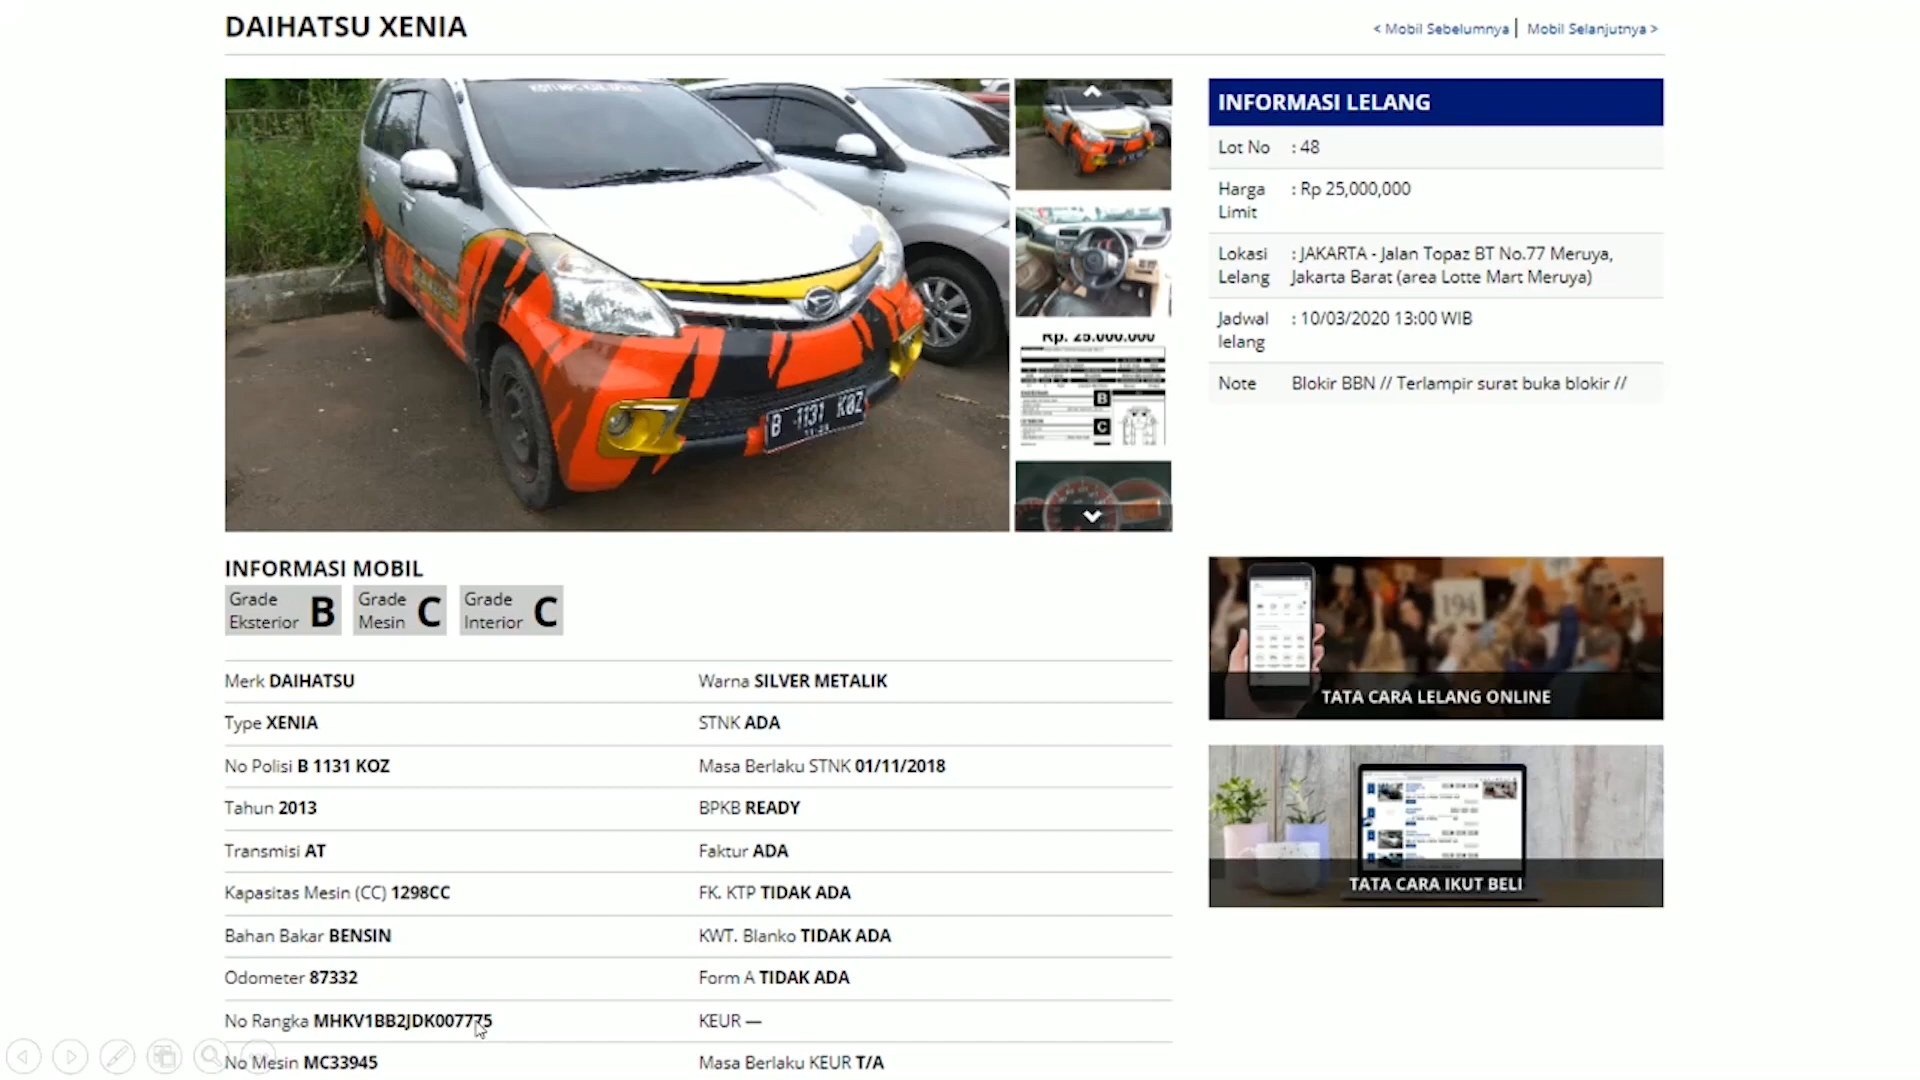 DAIHATSU XENIA
< Mobil Sebelumnya | Mobil Selanjutnya >
B 1131 KOZ
Rp. 25.000.000
B
C
INFORMASI LELANG
Lot No : 48
Harga Limit : Rp 25,000,000
Lokasi Lelang : JAKARTA - Jalan Topaz BT No.77 Meruya, Jakarta Barat (area Lotte Mart Meruya)
Jadwal lelang : 10/03/2020 13:00 WIB
Note Blokir BBN // Terlampir surat buka blokir //
INFORMASI MOBIL
Grade Eksterior B
Grade Mesin C
Grade Interior C
Merk DAIHATSU
Warna SILVER METALIK
Type XENIA
STNK ADA
No Polisi B 1131 KOZ
Masa Berlaku STNK 01/11/2018
Tahun 2013
BPKB READY
Transmisi AT
Faktur ADA
Kapasitas Mesin (CC) 1298CC
FK. KTP TIDAK ADA
Bahan Bakar BENSIN
KWT. Blanko TIDAK ADA
Odometer 87332
Form A TIDAK ADA
No Rangka MHKV1BB2JDK007775
KEUR —
No Mesin MC33945
Masa Berlaku KEUR T/A
194
TATA CARA LELANG ONLINE
TATA CARA IKUT BELI